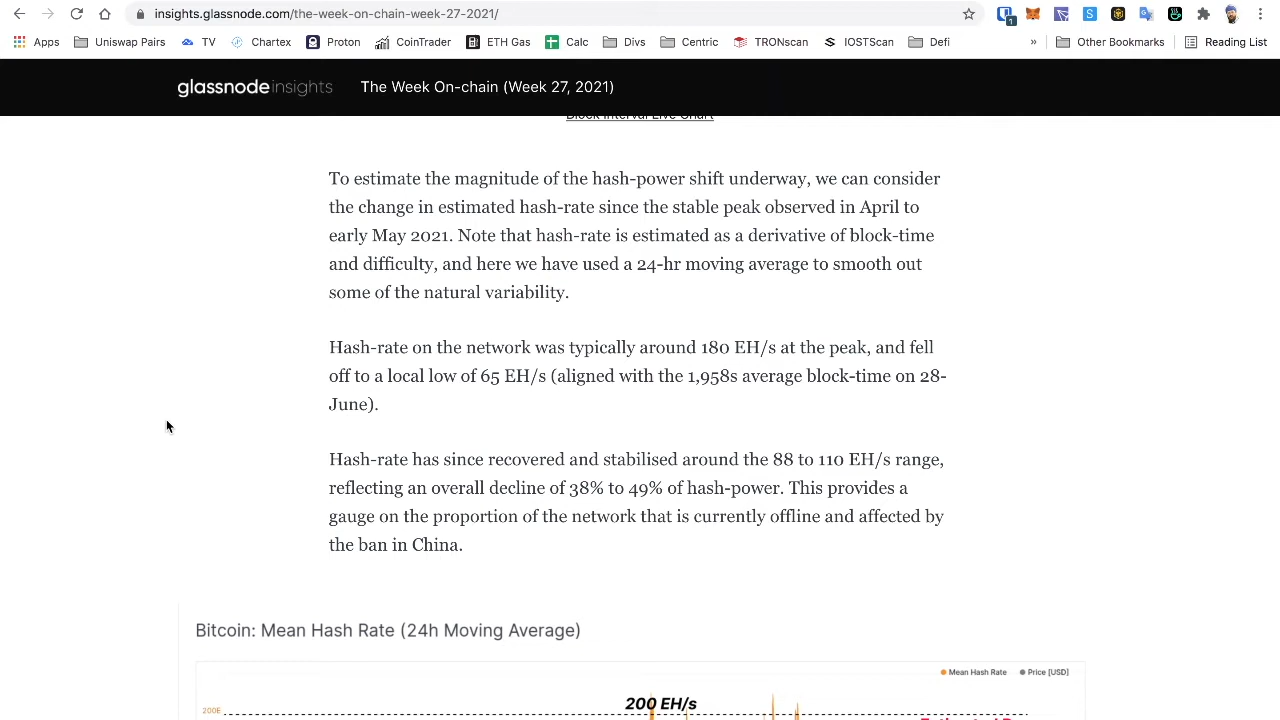 insights.glassnode.com/the-week-on-chain-week-27-2021/
1
Apps Uniswap Pairs TV Chartex Proton CoinTrader ETH Gas Calc Divs Centric TRONscan IOSTScan Defi » Other Bookmarks Reading List
glassnode insights The Week On-chain (Week 27, 2021)
Block Interval Live Chart
To estimate the magnitude of the hash-power shift underway, we can consider
the change in estimated hash-rate since the stable peak observed in April to
early May 2021. Note that hash-rate is estimated as a derivative of block-time
and difficulty, and here we have used a 24-hr moving average to smooth out
some of the natural variability.
Hash-rate on the network was typically around 180 EH/s at the peak, and fell
off to a local low of 65 EH/s (aligned with the 1,958s average block-time on 28-
June).
Hash-rate has since recovered and stabilised around the 88 to 110 EH/s range,
reflecting an overall decline of 38% to 49% of hash-power. This provides a
gauge on the proportion of the network that is currently offline and affected by
the ban in China.
Bitcoin: Mean Hash Rate (24h Moving Average)
Mean Hash Rate Price [USD]
200 EH/s
200E